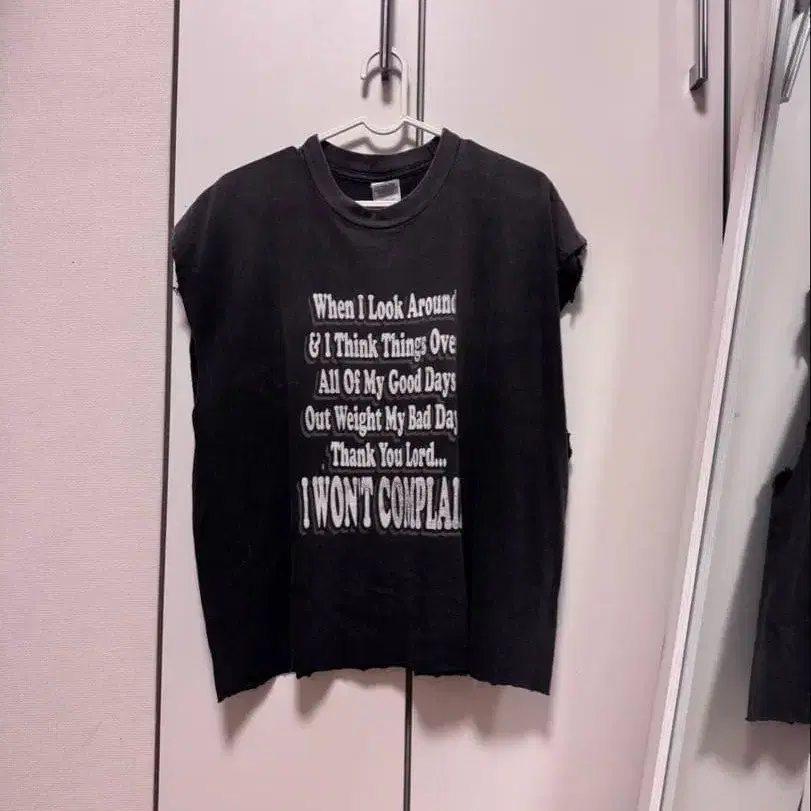 When I Look Around
& I Think Things Ove
All Of My Good Days
Out Weight My Bad Day
Thank You Lord...
I WON'T COMPLAI